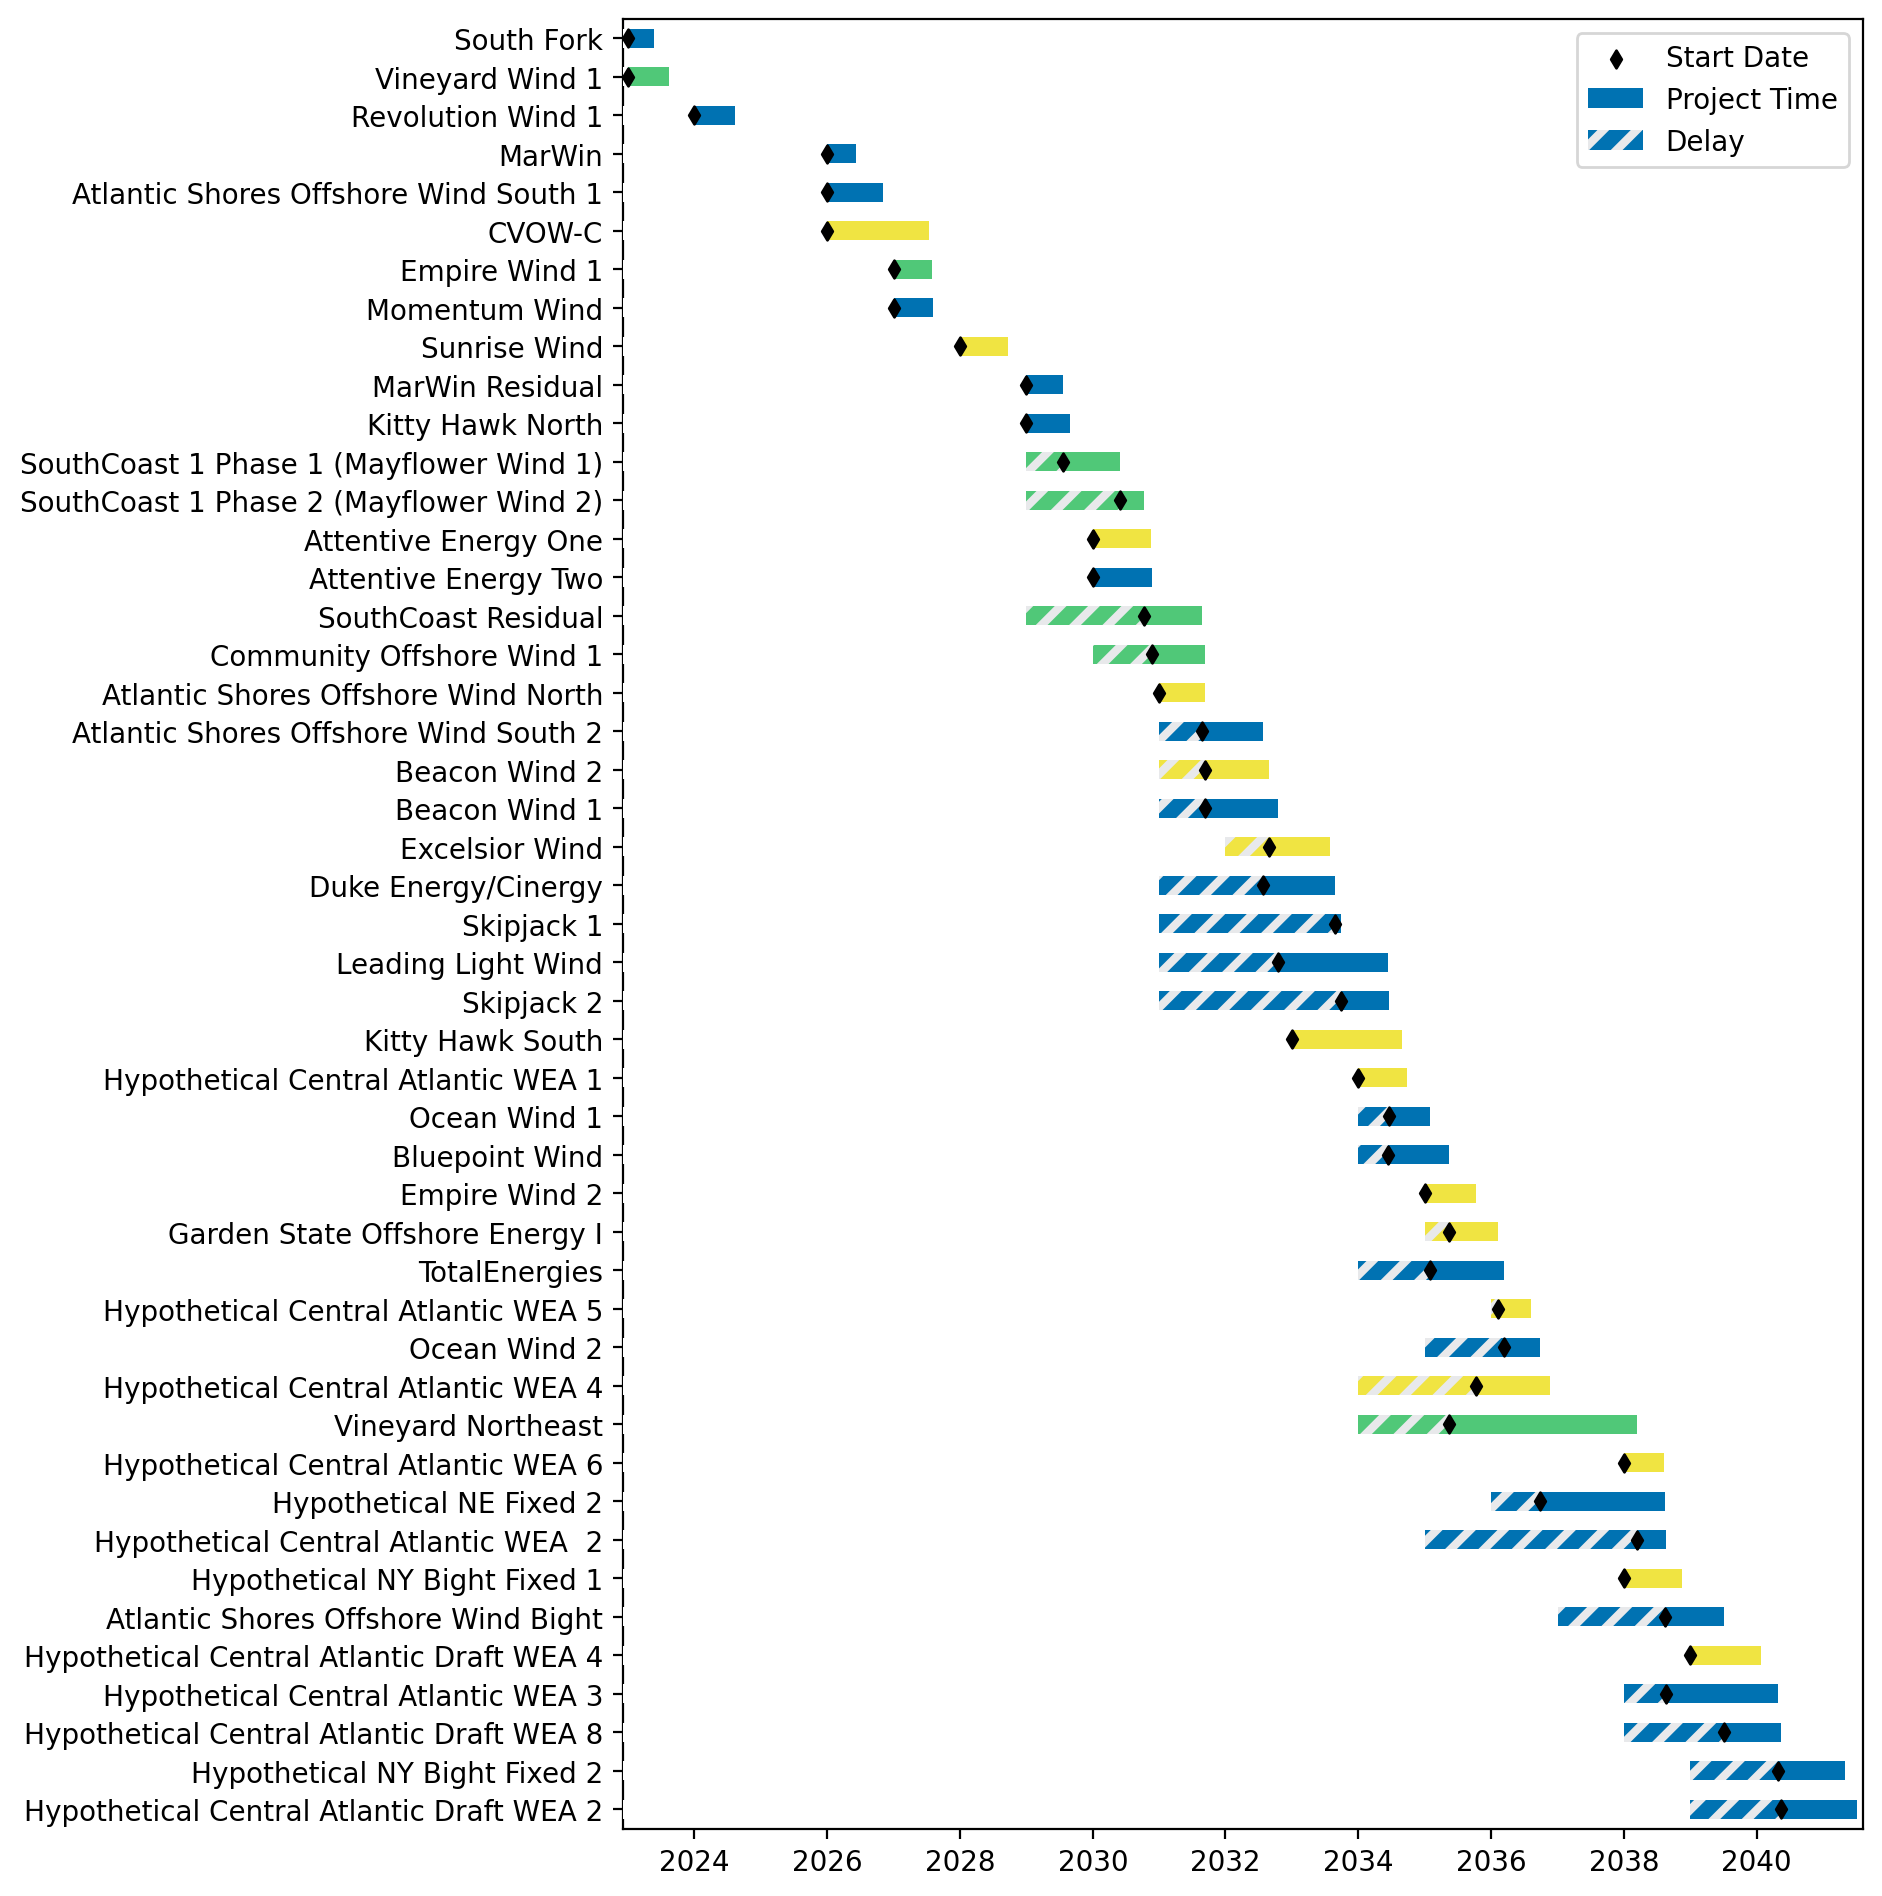 South Fork
Vineyard Wind 1
Revolution Wind 1
MarWin
Atlantic Shores Offshore Wind South 1
CVOW-C
Empire Wind 1
Momentum Wind
Sunrise Wind
MarWin Residual
Kitty Hawk North
SouthCoast 1 Phase 1 (Mayflower Wind 1)
SouthCoast 1 Phase 2 (Mayflower Wind 2)
Attentive Energy One
Attentive Energy Two
SouthCoast Residual
Community Offshore Wind 1
Atlantic Shores Offshore Wind North
Atlantic Shores Offshore Wind South 2
Beacon Wind 2
Beacon Wind 1
Excelsior Wind
Duke Energy/Cinergy
Skipjack 1
Leading Light Wind
Skipjack 2
Kitty Hawk South
Hypothetical Central Atlantic WEA 1
Ocean Wind 1
Bluepoint Wind
Empire Wind 2
Garden State Offshore Energy I
TotalEnergies
Hypothetical Central Atlantic WEA 5
Ocean Wind 2
Hypothetical Central Atlantic WEA 4
Vineyard Northeast
Hypothetical Central Atlantic WEA 6
Hypothetical NE Fixed 2
Hypothetical Central Atlantic WEA  2
Hypothetical NY Bight Fixed 1
Atlantic Shores Offshore Wind Bight
Hypothetical Central Atlantic Draft WEA 4
Hypothetical Central Atlantic WEA 3
Hypothetical Central Atlantic Draft WEA 8
Hypothetical NY Bight Fixed 2
Hypothetical Central Atlantic Draft WEA 2
Start Date
Project Time
Delay
2024 2026 2028 2030 2032 2034 2036 2038 2040